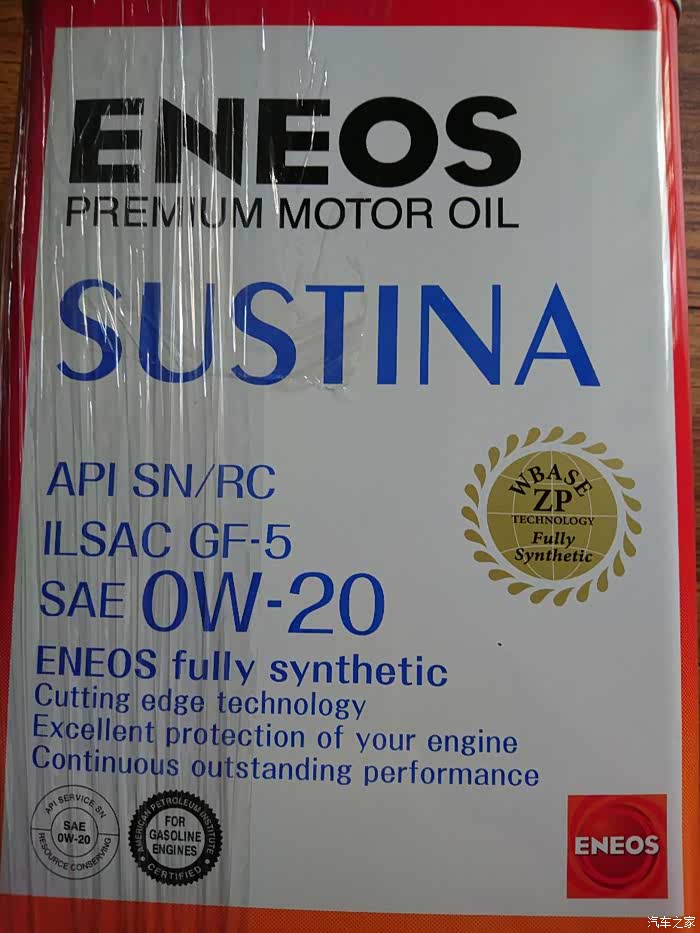 ENEOS
PREMIUM MOTOR OIL
SUSTINA
API SN/RC
ILSAC GF-5
SAE 0W-20
WBASE
ZP
TECHNOLOGY
Fully
Synthetic
ENEOS fully synthetic
Cutting edge technology
Excellent protection of your engine
Continuous outstanding performance
API SERVICE SN
SAE
0W-20
RESOURCE CONSERVING
AMERICAN PETROLEUM INSTITUTE
FOR
GASOLINE
ENGINES
CERTIFIED
ENEOS
汽车之家